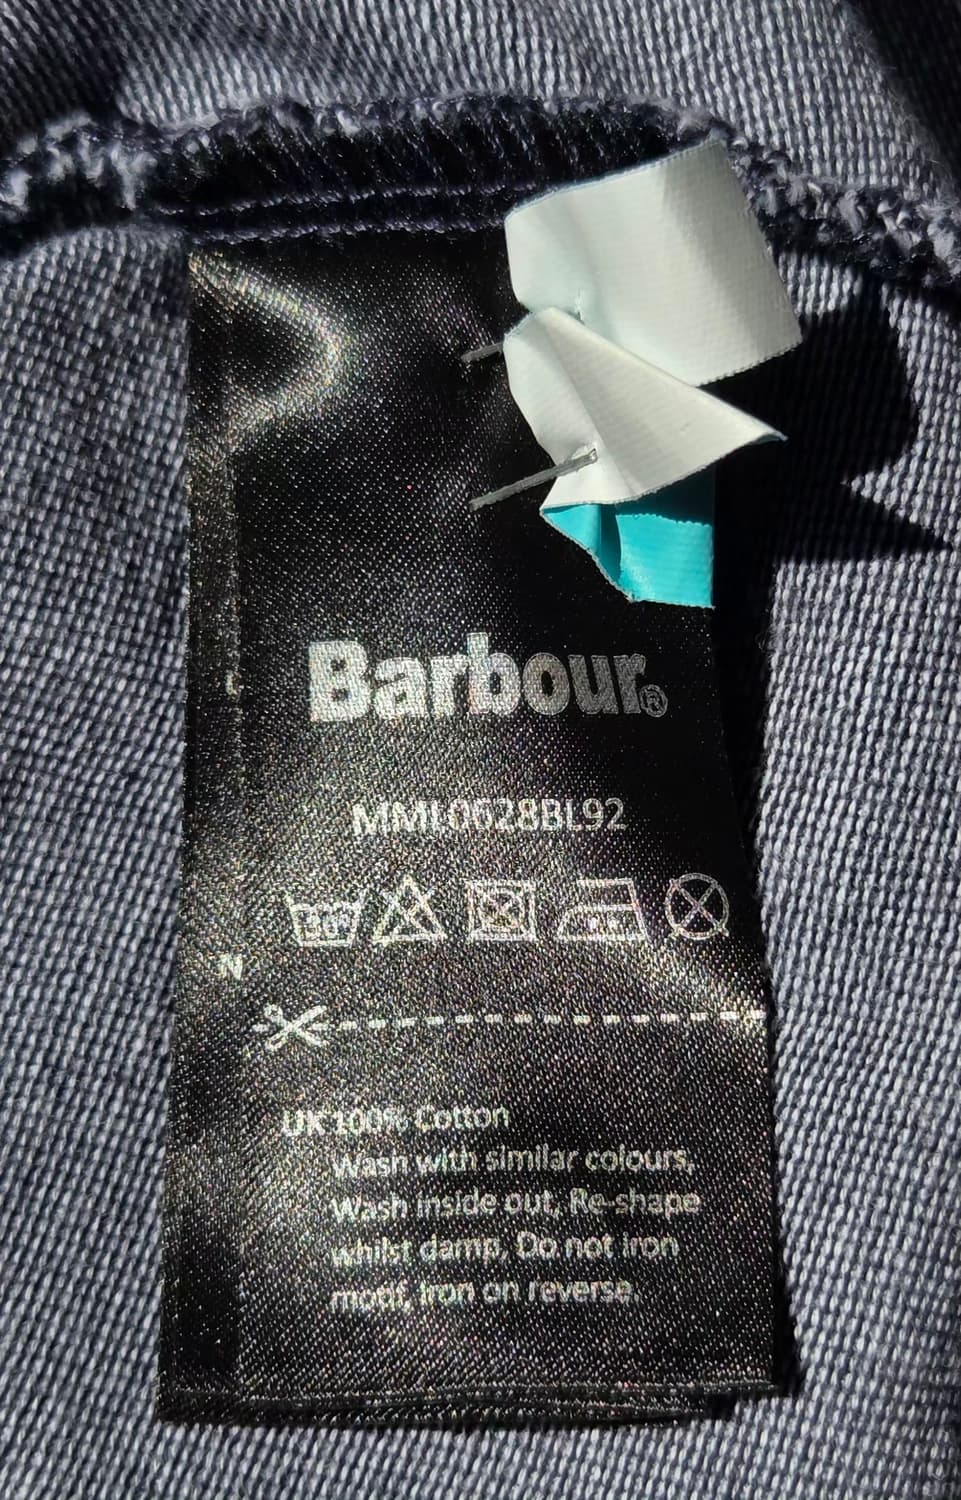 Barbour®
MML0628BL92
30°
N
UK 100% Cotton
Wash with similar colours,
Wash inside out, Re-shape
whilst damp, Do not iron
motif, Iron on reverse.